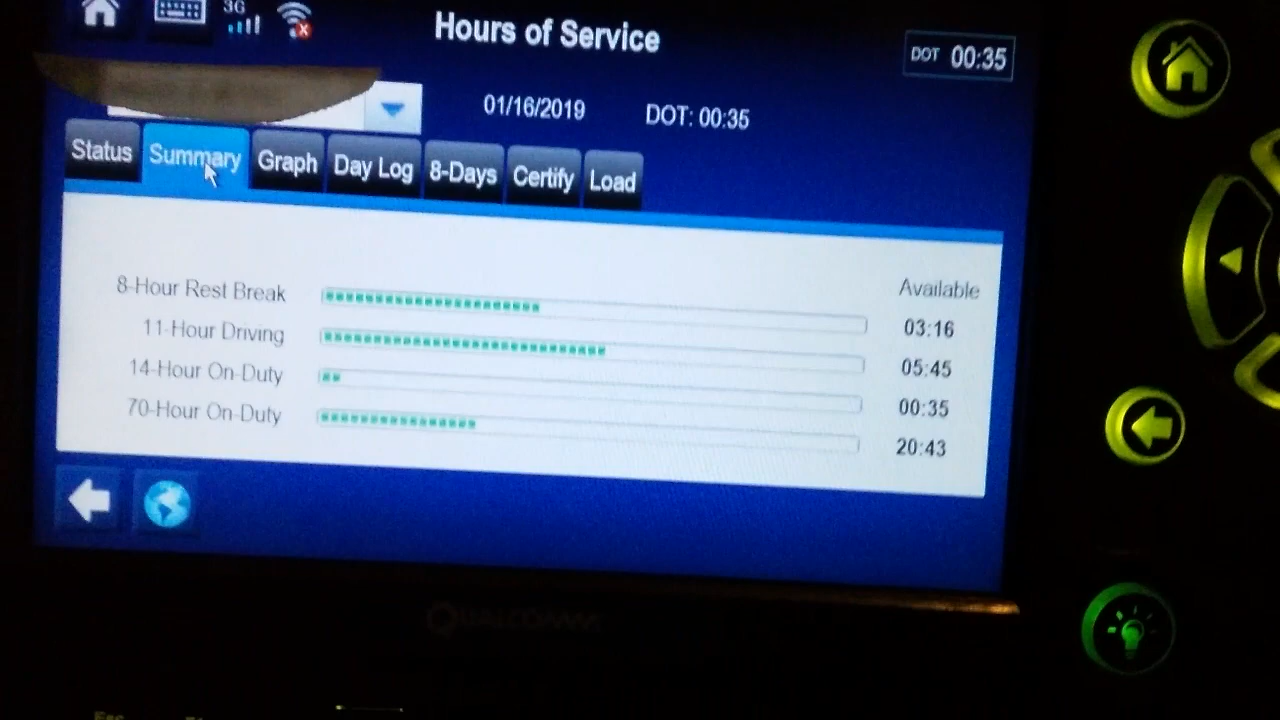 3G
Hours of Service
DOT 00:35
01/16/2019 DOT: 00:35
Status Summary Graph Day Log 8-Days Certify Load
Available
8-Hour Rest Break 03:16
11-Hour Driving 05:45
14-Hour On-Duty 00:35
70-Hour On-Duty 20:43
QUALCOMM
Esc